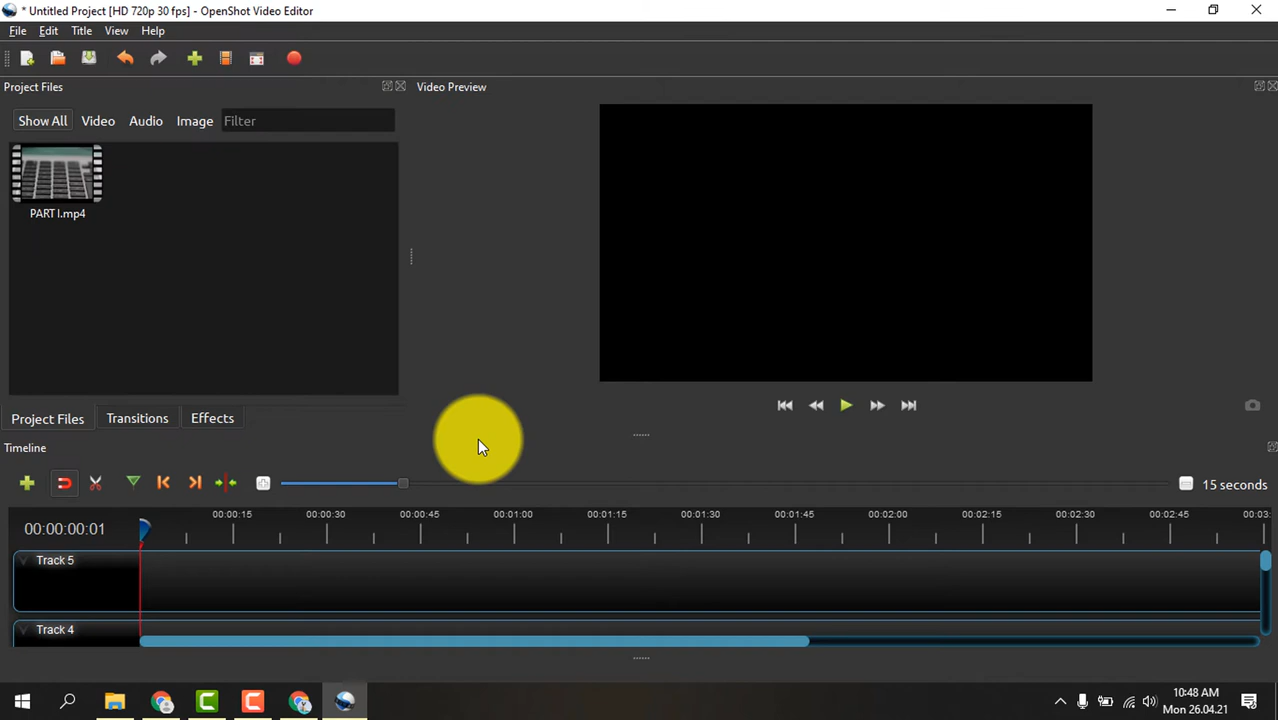 * Untitled Project [HD 720p 30 fps] - OpenShot Video Editor
File Edit Title View Help
Project Files
Video Preview
Show All Video Audio Image Filter
PART I.mp4
Project Files Transitions Effects
Timeline
15 seconds
00:00:00:01
00:00:15 00:00:30 00:00:45 00:01:00 00:01:15 00:01:30 00:01:45 00:02:00 00:02:15 00:02:30 00:02:45 00:03:
Track 5
Track 4
10:48 AM
Mon 26.04.21